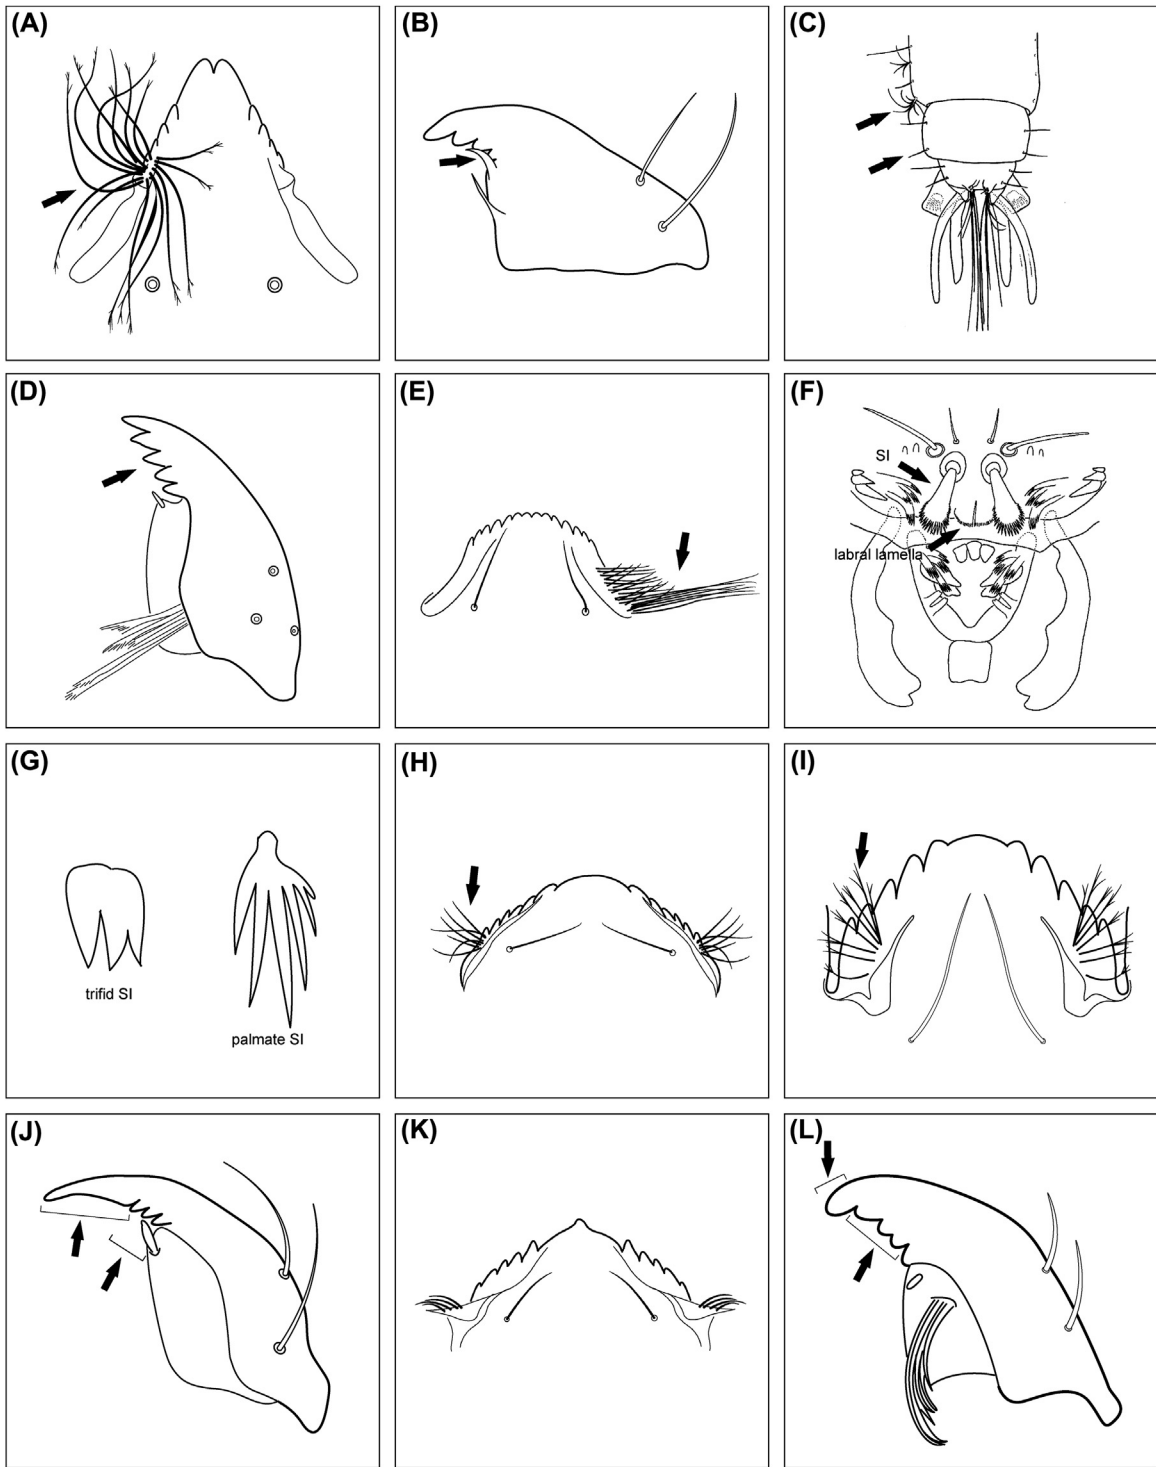 (A)
(B)
(C)
(D)
(E)
(F)
SI
labral lamella
(G)
trifid SI
palmate SI
(H)
(I)
(J)
(K)
(L)